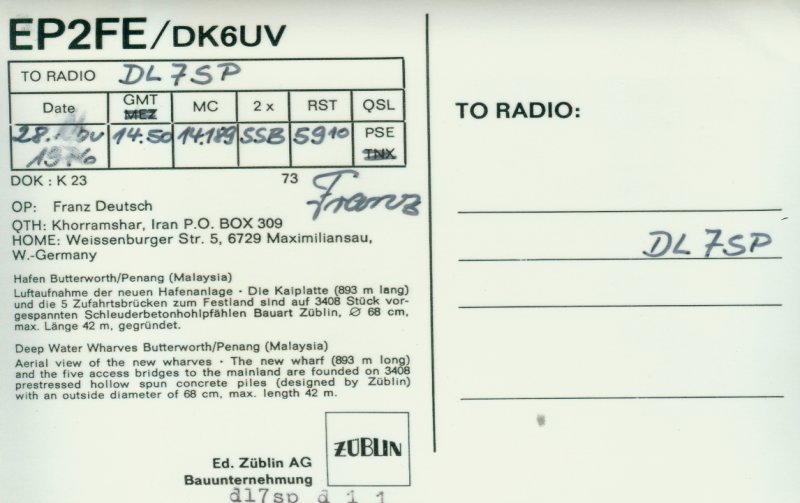 EP2FE/DK6UV
TO RADIO DL7SP
Date GMT MEZ MC 2 x RST QSL
28. Nov 14.50 14.189 SSB 59 10 PSE
1976 TNX
DOK : K 23 73 Franz
OP: Franz Deutsch
QTH: Khorramshar, Iran P.O. BOX 309
HOME: Weissenburger Str. 5, 6729 Maximiliansau,
W.-Germany
Hafen Butterworth/Penang (Malaysia)
Luftaufnahme der neuen Hafenanlage · Die Kaiplatte (893 m lang)
und die 5 Zufahrtsbrücken zum Festland sind auf 3408 Stück vor-
gespannten Schleuderbetonhohlpfählen Bauart Züblin, Ø 68 cm,
max. Länge 42 m, gegründet.
Deep Water Wharves Butterworth/Penang (Malaysia)
Aerial view of the new wharves · The new wharf (893 m long)
and the five access bridges to the mainland are founded on 3408
prestressed hollow spun concrete piles (designed by Züblin)
with an outside diameter of 68 cm, max. length 42 m.
ZÜBLIN
Ed. Züblin AG
Bauunternehmung
dl7sp d 1 1
TO RADIO:
DL7SP